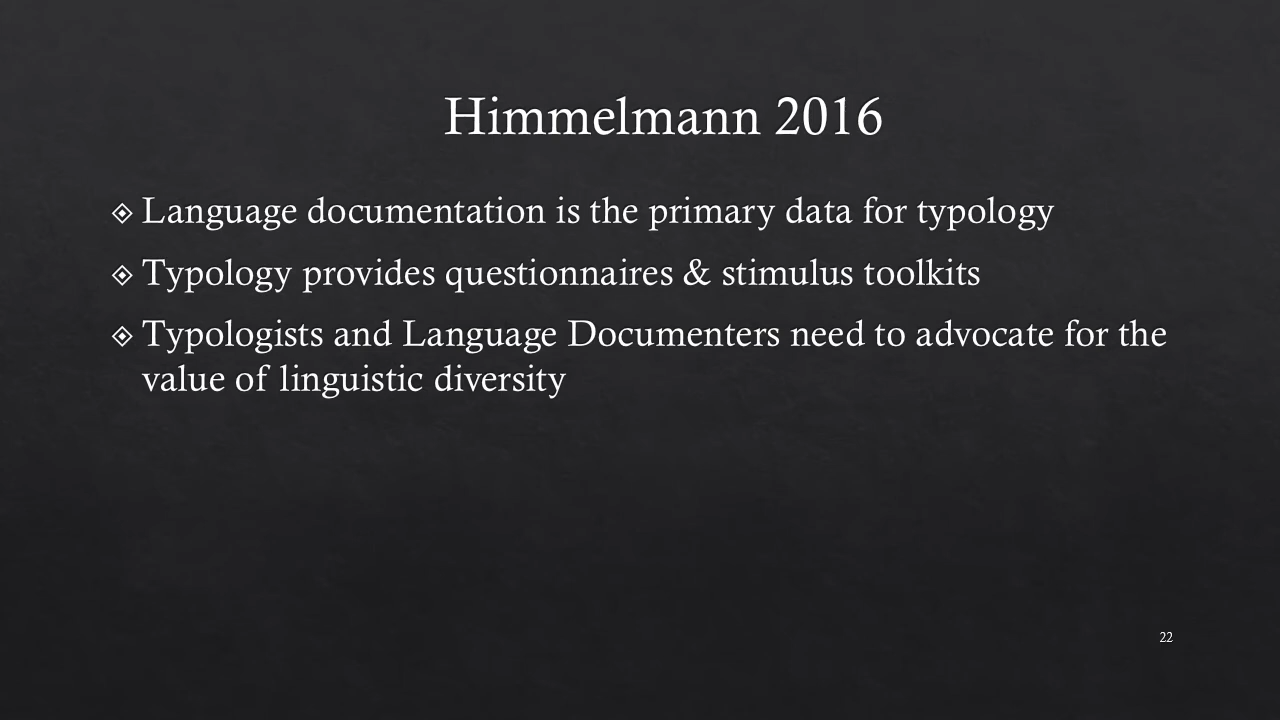 Himmelmann 2016
Language documentation is the primary data for typology
Typology provides questionnaires & stimulus toolkits
Typologists and Language Documenters need to advocate for the
value of linguistic diversity
22